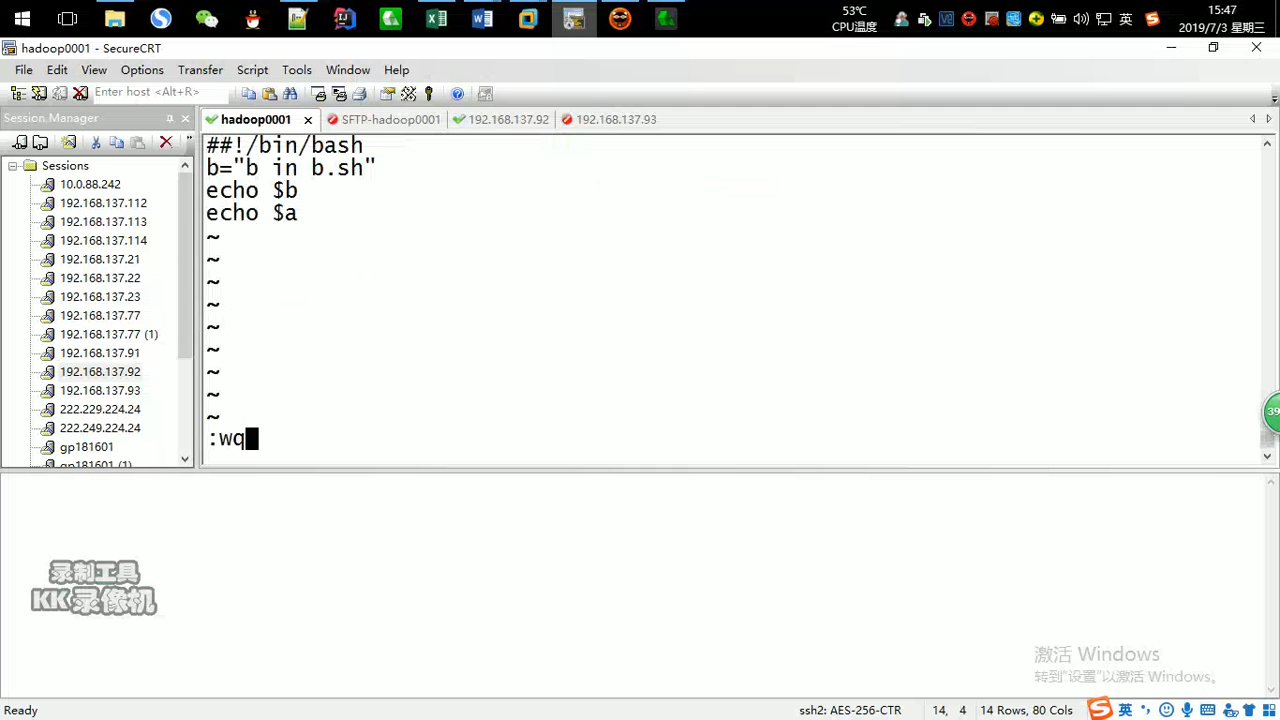 53℃
CPU温度
英
15:47
2019/7/3 星期三
hadoop0001 - SecureCRT
File Edit View Options Transfer Script Tools Window Help
Enter host <Alt+R>
Session Manager
hadoop0001
SFTP-hadoop0001
192.168.137.92
192.168.137.93
Sessions
10.0.88.242
192.168.137.112
192.168.137.113
192.168.137.114
192.168.137.21
192.168.137.22
192.168.137.23
192.168.137.77
192.168.137.77 (1)
192.168.137.91
192.168.137.92
192.168.137.93
222.229.224.24
222.249.224.24
gp181601
gp181601 (1)
##!/bin/bash
b="b in b.sh"
echo $b
echo $a
~
~
~
~
~
~
~
~
~
:wq
39
录制工具
KK录像机
激活 Windows
转到“设置”以激活 Windows。
Ready
ssh2: AES-256-CTR
14, 4
14 Rows, 80 Cols
英